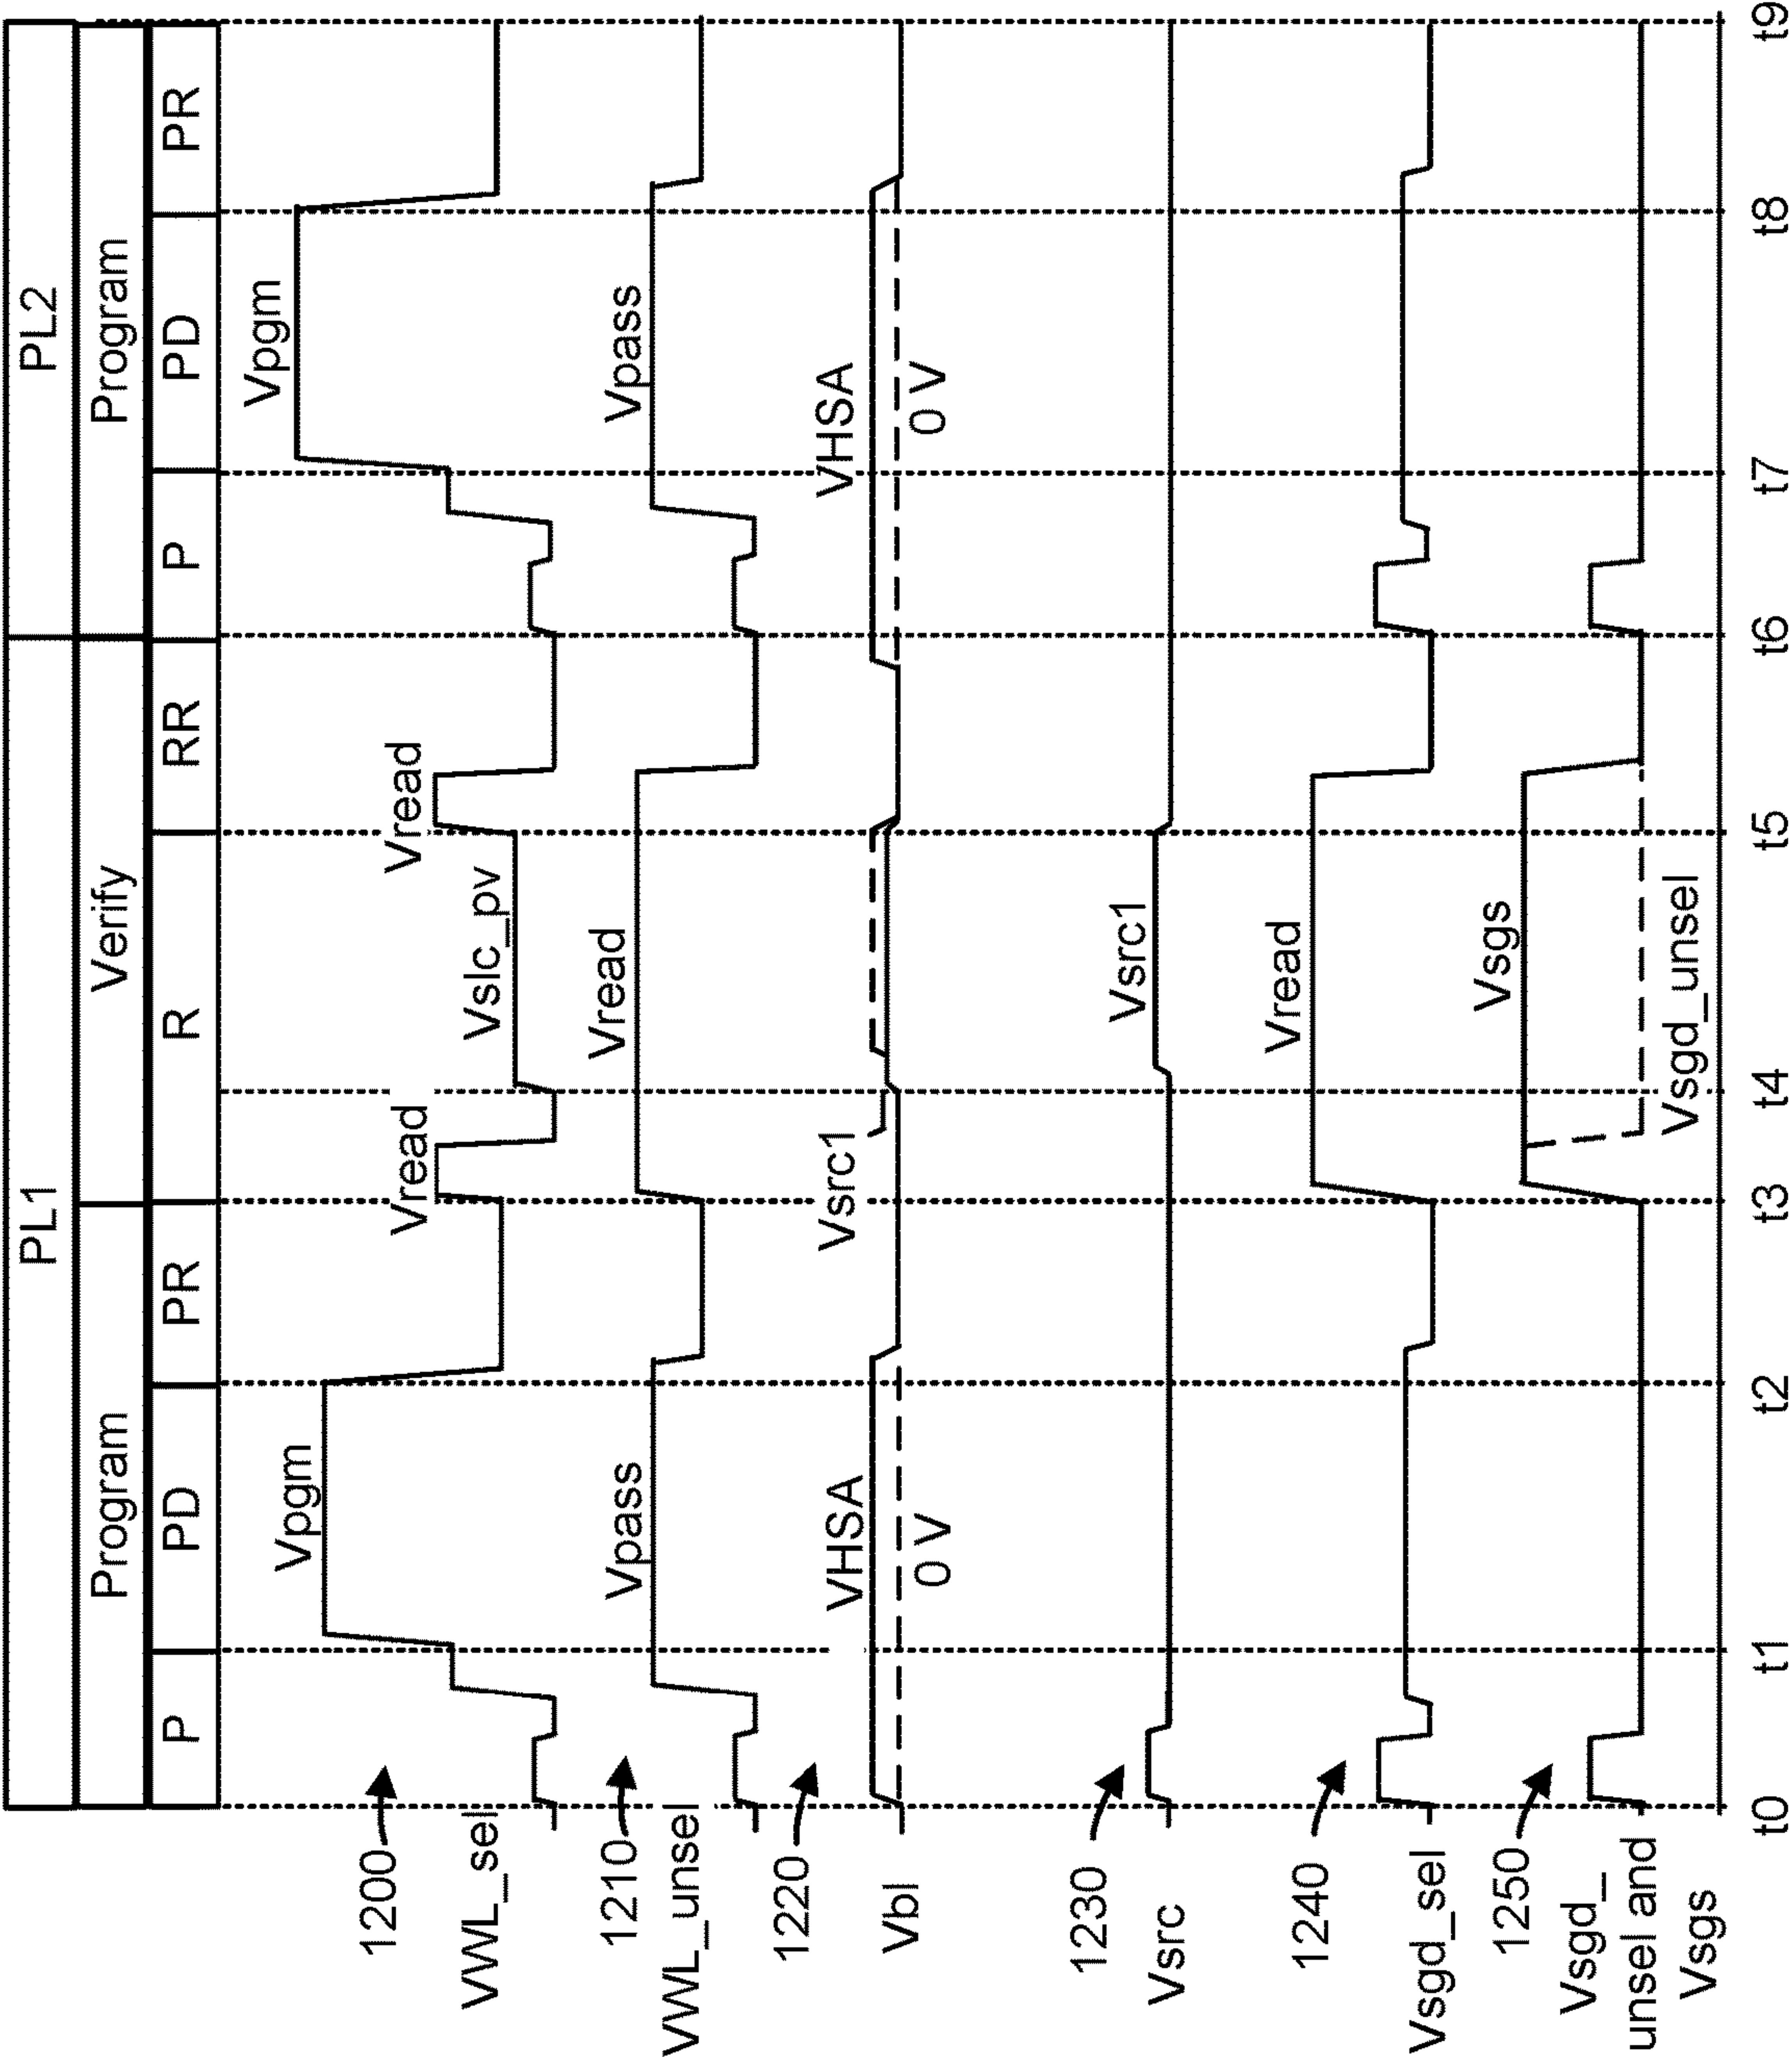 PL1 PL2
Program Verify Program
P PD PR R RR P PD PR
1200
VWL_sel
Vpgm
Vread
Vslc_pv
Vread
Vpgm
1210
VWL_unsel
Vpass
Vread
Vpass
1220
Vbl
VHSA
0 V
Vsrc1
VHSA
0 V
1230
Vsrc
Vsrc1
1240
Vsgd_sel
Vread
1250
Vsgd_
unsel and
Vsgs
Vsgs
Vsgd_unsel
t0 t1 t2 t3 t4 t5 t6 t7 t8 t9